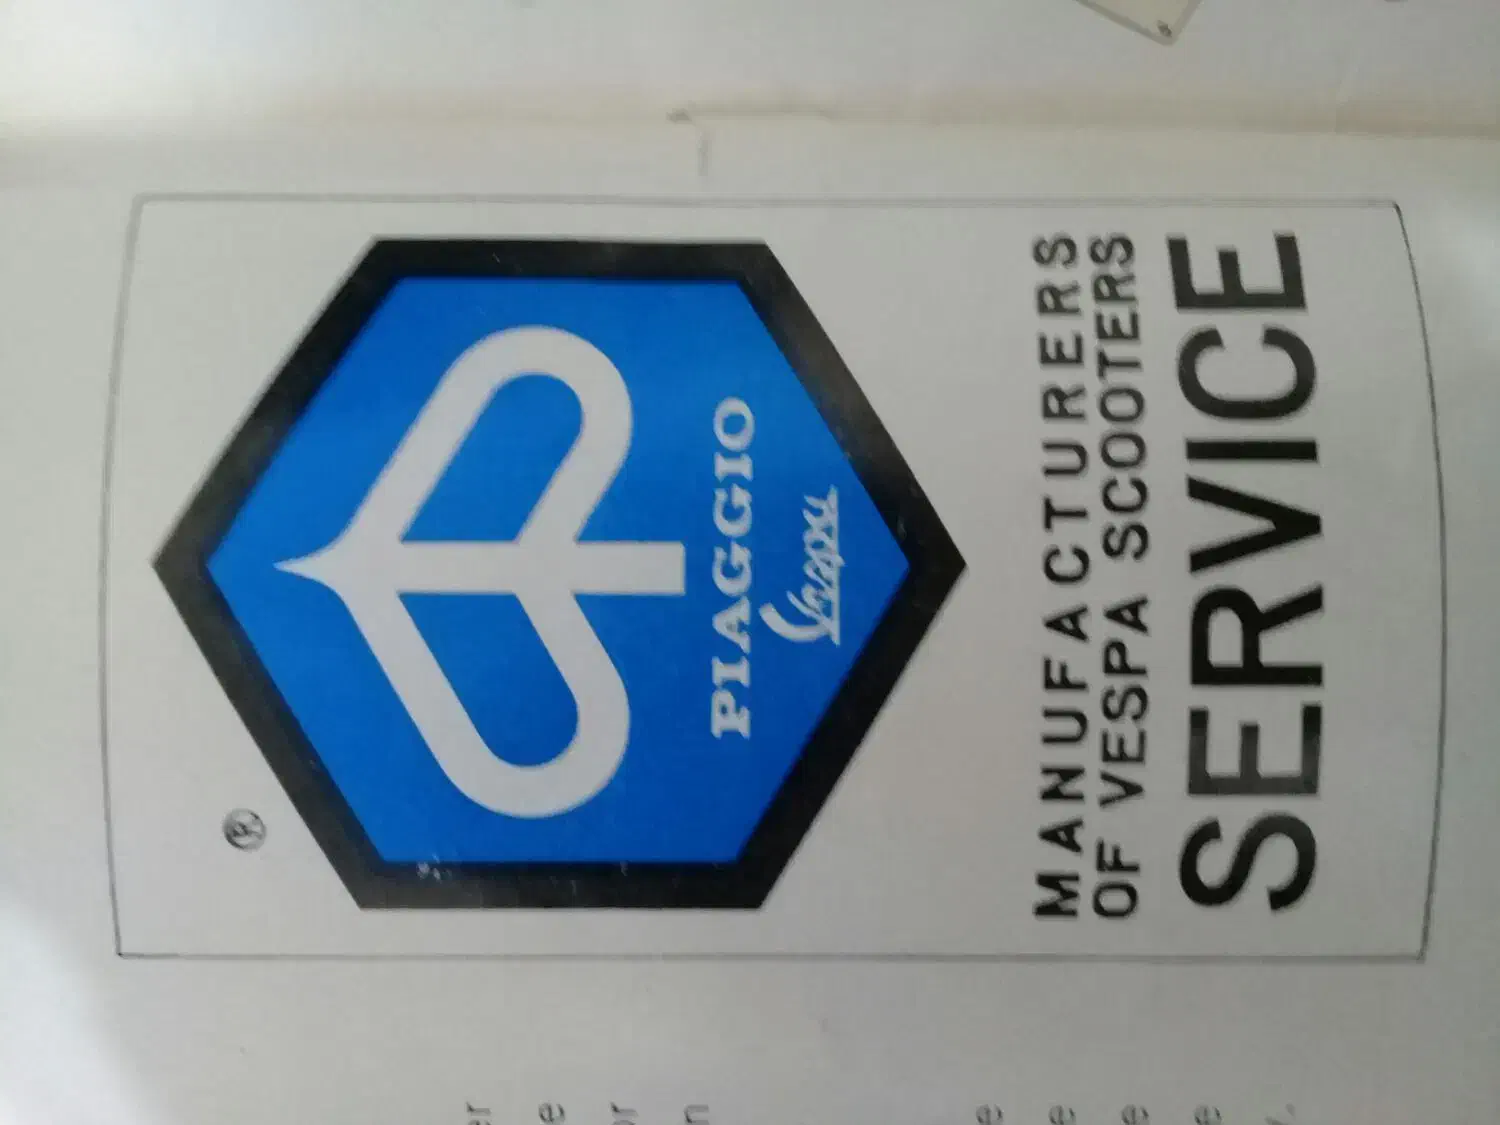 ®
PIAGGIO
Vespa
MANUFACTURERS
OF VESPA SCOOTERS
SERVICE